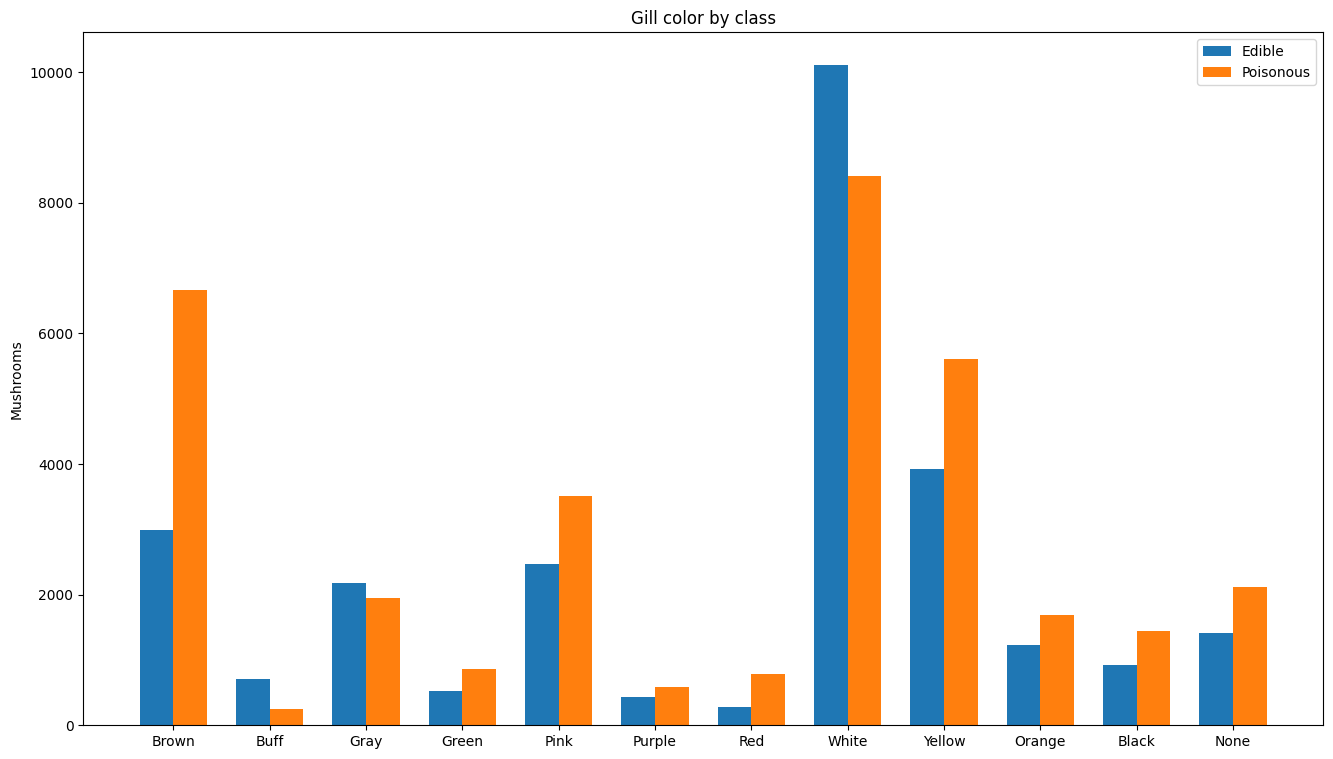 Gill color by class
Edible
Poisonous
Mushrooms
10000
8000
6000
4000
2000
0
Brown Buff Gray Green Pink Purple Red White Yellow Orange Black None